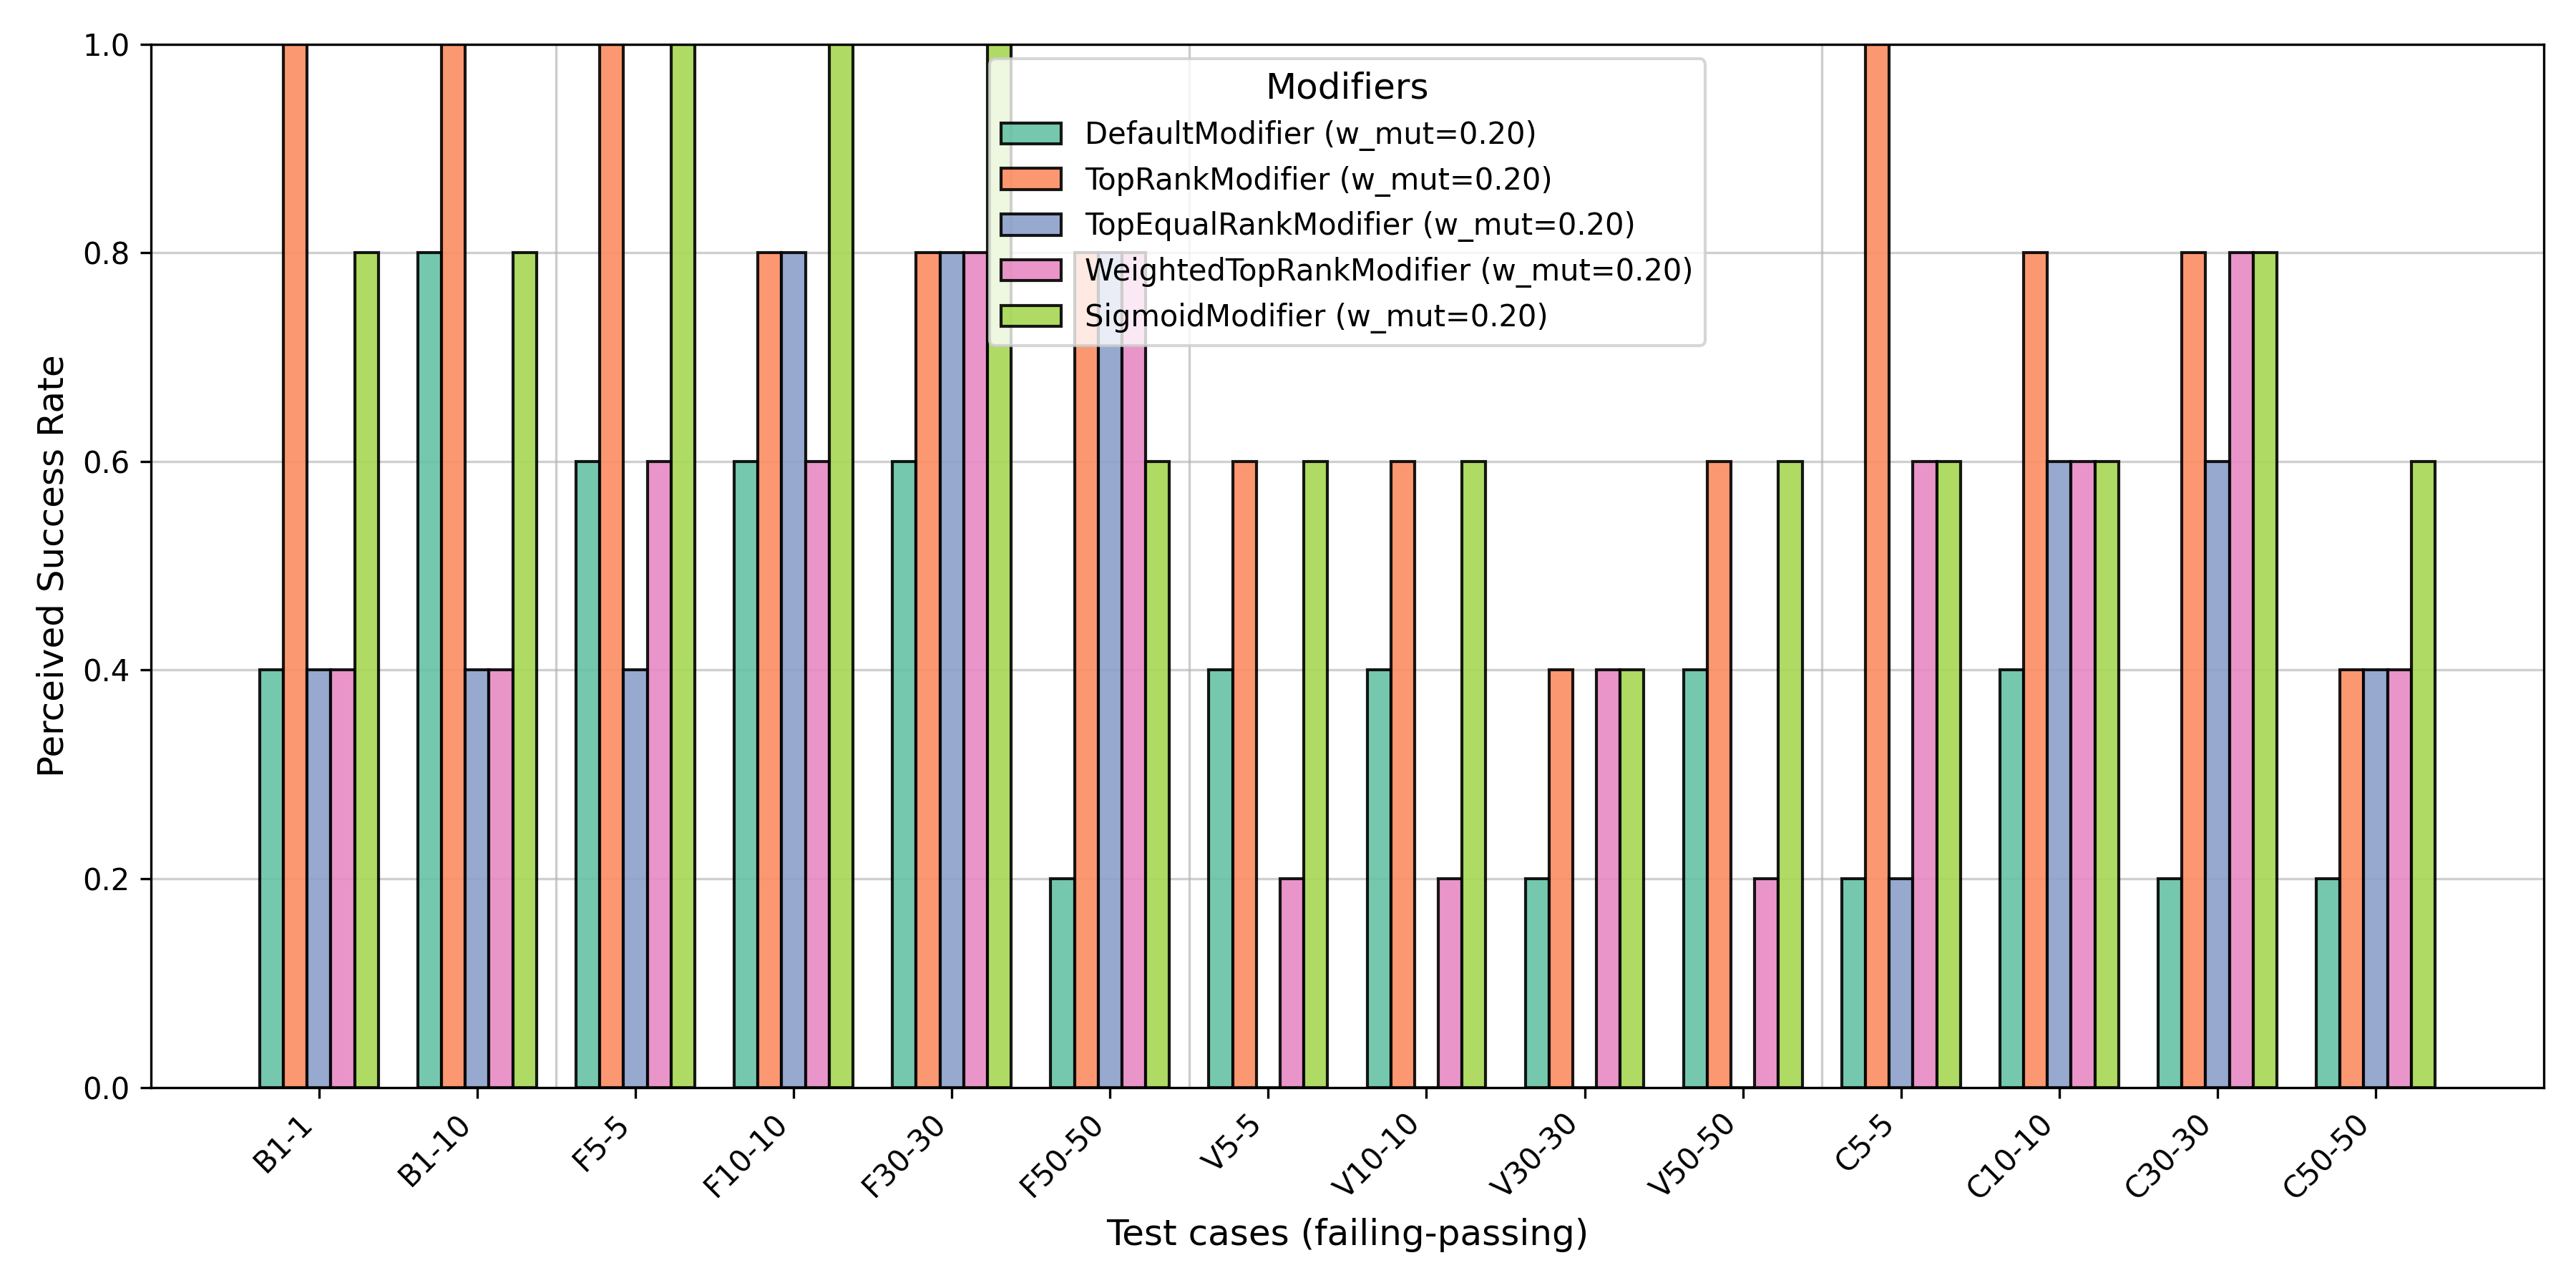 Perceived Success Rate
1.0
0.8
0.6
0.4
0.2
0.0
Modifiers
DefaultModifier (w_mut=0.20)
TopRankModifier (w_mut=0.20)
TopEqualRankModifier (w_mut=0.20)
WeightedTopRankModifier (w_mut=0.20)
SigmoidModifier (w_mut=0.20)
B1-1
B1-10
F5-5
F10-10
F30-30
F50-50
V5-5
V10-10
V30-30
V50-50
C5-5
C10-10
C30-30
C50-50
Test cases (failing-passing)